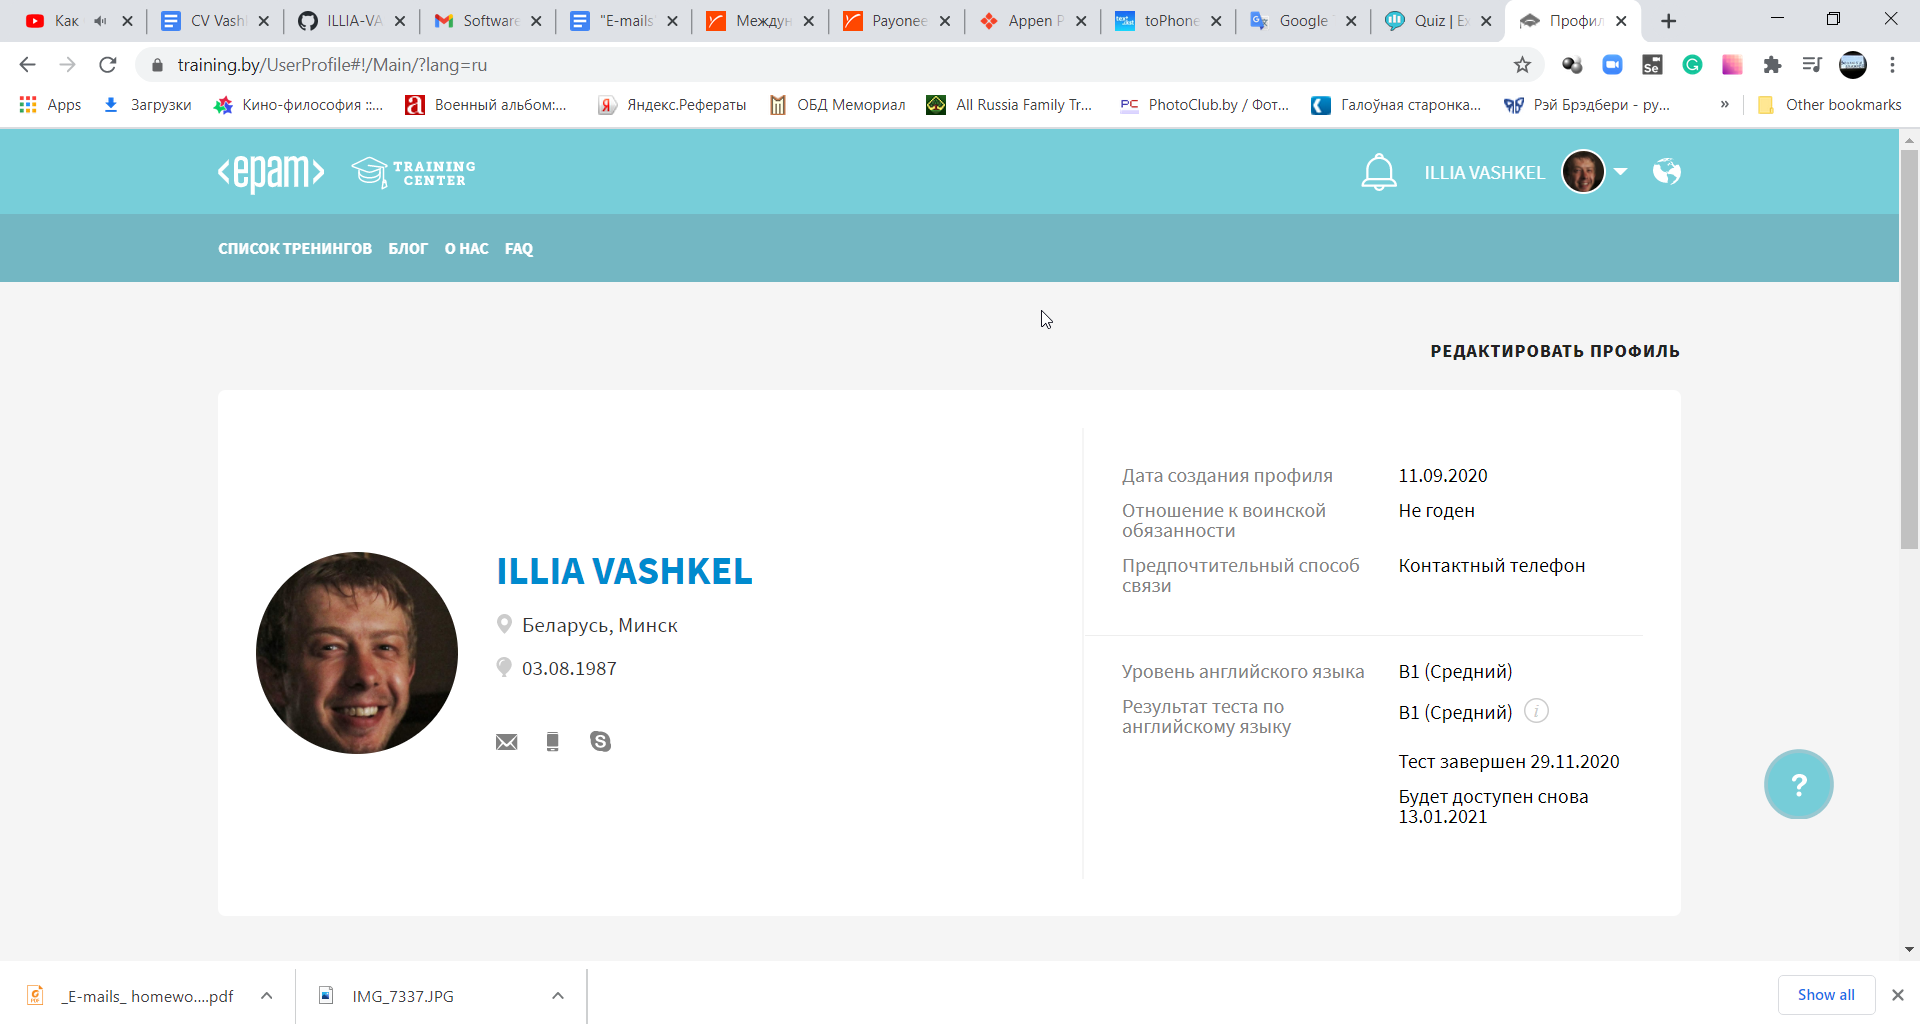 Как
CV Vashl
ILLIA-VA
Software
"E-mails
Междун
Payonee
Appen P
toPhone
Google T
Quiz | Ex
Профил
training.by/UserProfile#!/Main/?lang=ru
Apps
Загрузки
Кино-философия ::...
Военный альбом:...
Яндекс.Рефераты
ОБД Мемориал
All Russia Family Tr...
PhotoClub.by / Фот...
Галоўная старонка...
Рэй Брэдбери - ру...
»
Other bookmarks
<epam>
TRAINING
CENTER
ILLIA VASHKEL
СПИСОК ТРЕНИНГОВ БЛОГ О НАС FAQ
РЕДАКТИРОВАТЬ ПРОФИЛЬ
ILLIA VASHKEL
Беларусь, Минск
03.08.1987
Дата создания профиля 11.09.2020
Отношение к воинской
обязанности
Не годен
Предпочтительный способ
связи
Контактный телефон
Уровень английского языка B1 (Средний)
Результат теста по
английскому языку
B1 (Средний) i
Тест завершен 29.11.2020
Будет доступен снова
13.01.2021
?
_E-mails_ homewo....pdf
IMG_7337.JPG
Show all